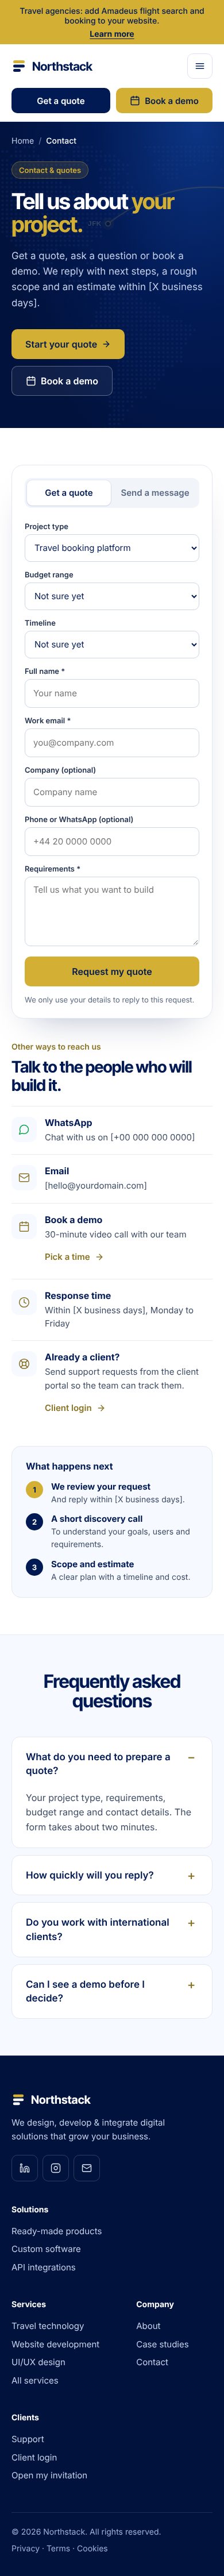 Travel agencies: add Amadeus flight search and
booking to your website.
Learn more
Northstack
Get a quote
Book a demo
Home / Contact
Contact & quotes
Tell us about your
project.
JFK
Get a quote, ask a question or book a
demo. We reply with next steps, a rough
scope and an estimate within [X business
days].
Start your quote
Book a demo
Get a quote
Send a message
Project type
Travel booking platform
Budget range
Not sure yet
Timeline
Not sure yet
Full name *
Your name
Work email *
you@company.com
Company (optional)
Company name
Phone or WhatsApp (optional)
+44 20 0000 0000
Requirements *
Tell us what you want to build
Request my quote
We only use your details to reply to this request.
Other ways to reach us
Talk to the people who will
build it.
WhatsApp
Chat with us on [+00 000 000 0000]
Email
[hello@yourdomain.com]
Book a demo
30-minute video call with our team
Pick a time
Response time
Within [X business days], Monday to
Friday
Already a client?
Send support requests from the client
portal so the team can track them.
Client login
What happens next
1
We review your request
And reply within [X business days].
2
A short discovery call
To understand your goals, users and
requirements.
3
Scope and estimate
A clear plan with a timeline and cost.
Frequently asked
questions
What do you need to prepare a
quote?
Your project type, requirements,
budget range and contact details. The
form takes about two minutes.
How quickly will you reply?
Do you work with international
clients?
Can I see a demo before I
decide?
Northstack
We design, develop & integrate digital
solutions that grow your business.
Solutions
Ready-made products
Custom software
API integrations
Services
Travel technology
Website development
UI/UX design
All services
Company
About
Case studies
Contact
Clients
Support
Client login
Open my invitation
© 2026 Northstack. All rights reserved.
Privacy · Terms · Cookies